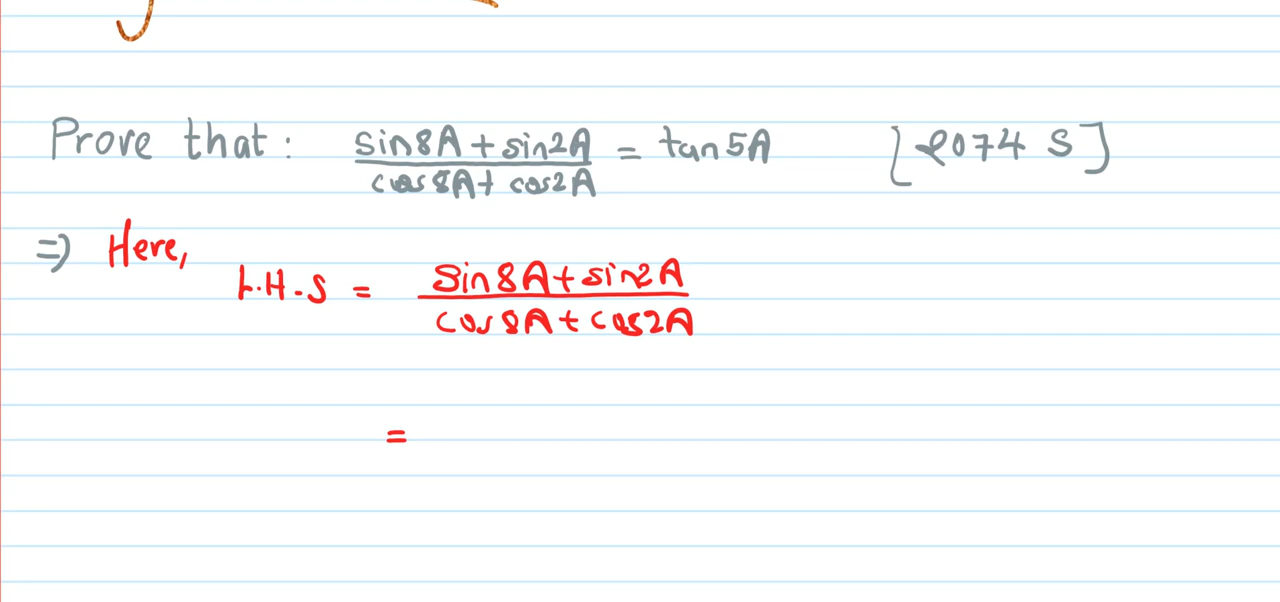 Prove that : sin8A + sin2A / cos8A + cos2A = tan5A [2074 S]
⇒ Here,
L.H.S = sin8A + sin2A / cos8A + cos2A
=